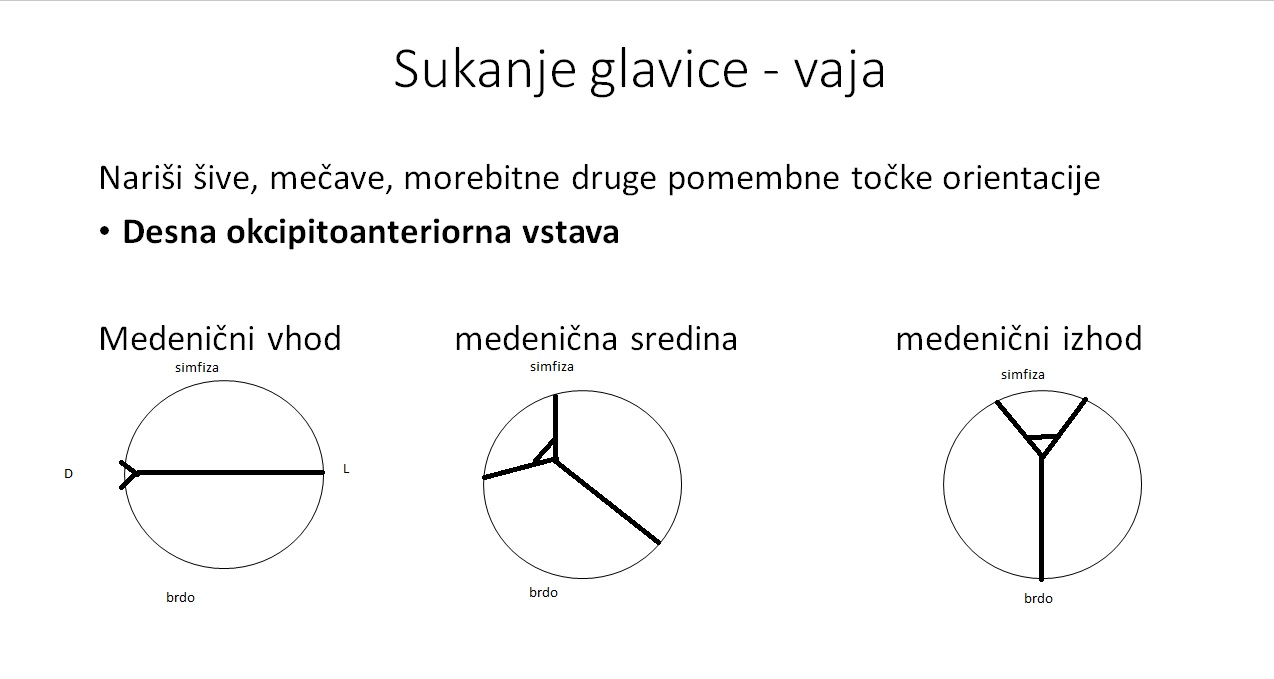 Sukanje glavice - vaja
Nariši šive, mečave, morebitne druge pomembne točke orientacije
• Desna okcipitoanteriorna vstava
Medenični vhod
medenična sredina
medenični izhod
simfiza
simfiza
simfiza
D
L
brdo
brdo
brdo